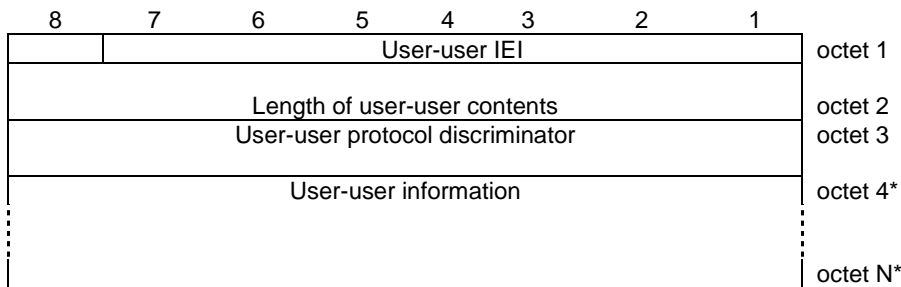 8 7 6 5 4 3 2 1
User-user IEI octet 1
Length of user-user contents octet 2
User-user protocol discriminator octet 3
User-user information octet 4*
octet N*